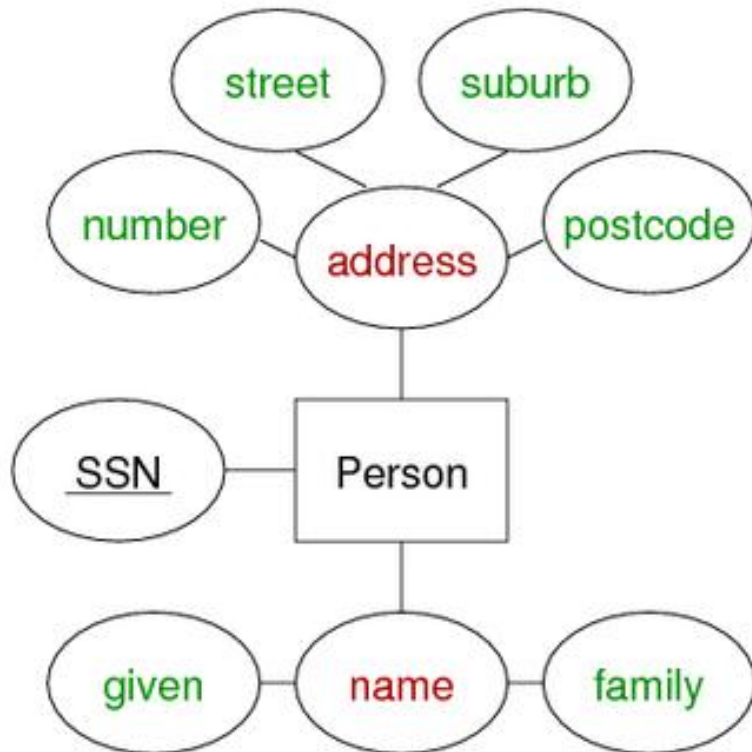 street
suburb
number
address
postcode
SSN
Person
given
name
family